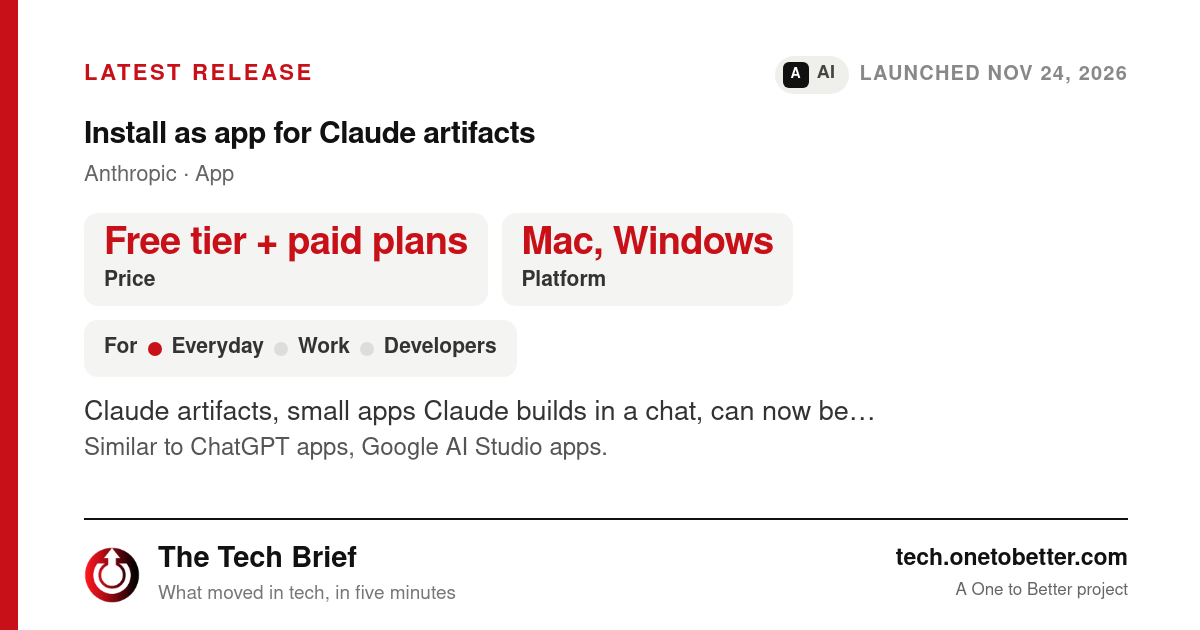 LATEST RELEASE
A AI LAUNCHED NOV 24, 2026
Install as app for Claude artifacts
Anthropic · App
Free tier + paid plans
Price
Mac, Windows
Platform
For Everyday Work Developers
Claude artifacts, small apps Claude builds in a chat, can now be…
Similar to ChatGPT apps, Google AI Studio apps.
The Tech Brief
What moved in tech, in five minutes
tech.onetobetter.com
A One to Better project